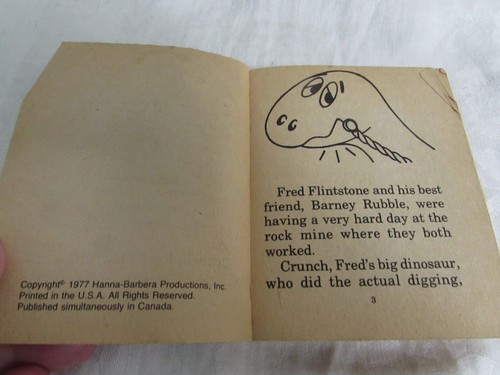 Copyright© 1977 Hanna-Barbera Productions, Inc.
Printed in the U.S.A. All Rights Reserved.
Published simultaneously in Canada.
Fred Flintstone and his best
friend, Barney Rubble, were
having a very hard day at the
rock mine where they both
worked.
Crunch, Fred's big dinosaur,
who did the actual digging,
3